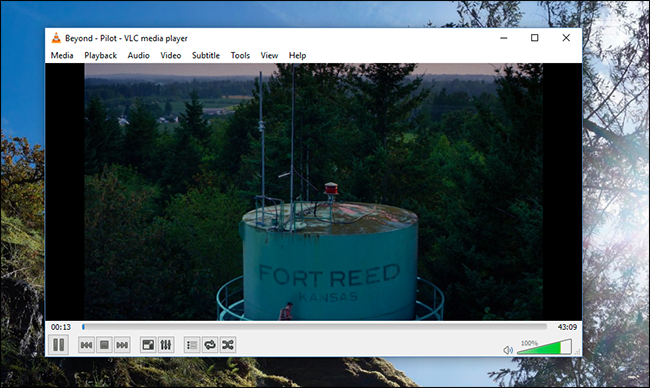 Beyond - Pilot - VLC media player
Media Playback Audio Video Subtitle Tools View Help
FORT REED
KANSAS
00:13 43:09
100%